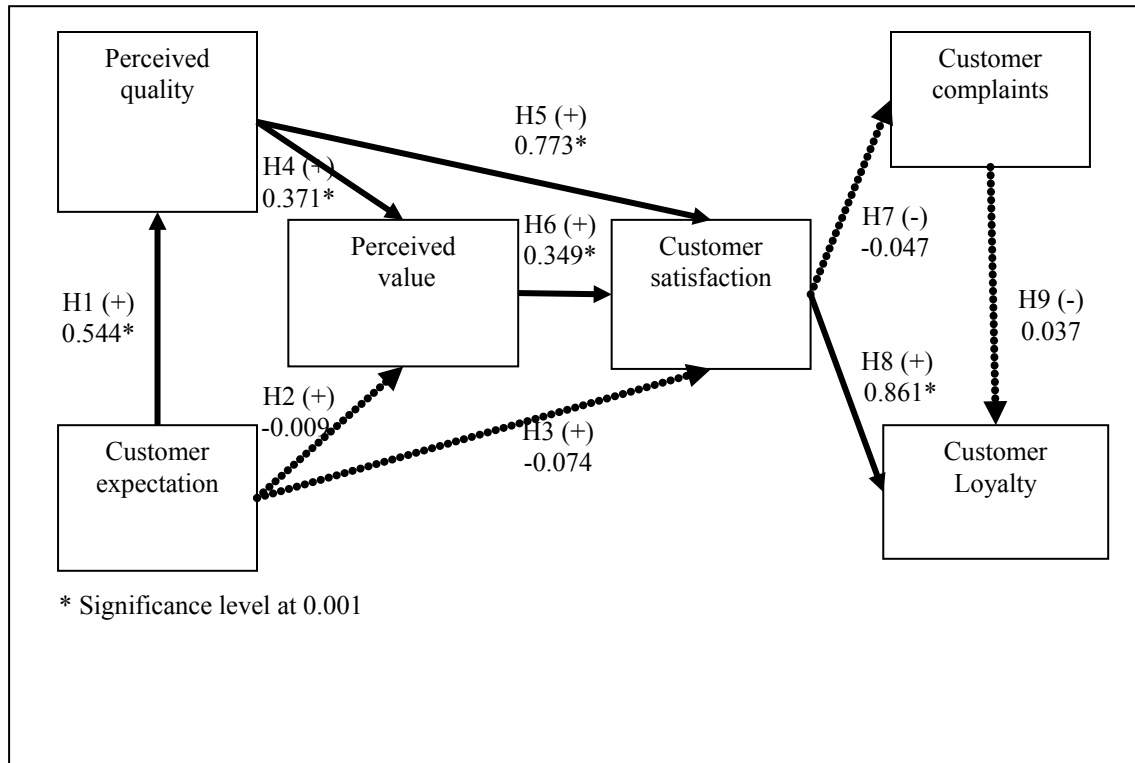 Perceived
quality
Customer
complaints
H5 (+)
0.773*
H4 (+)
0.371*
Perceived
value
H6 (+)
0.349*
Customer
satisfaction
H7 (-)
-0.047
H1 (+)
0.544*
H9 (-)
0.037
H8 (+)
0.861*
H2 (+)
-0.009
H3 (+)
-0.074
Customer
expectation
Customer
Loyalty
* Significance level at 0.001